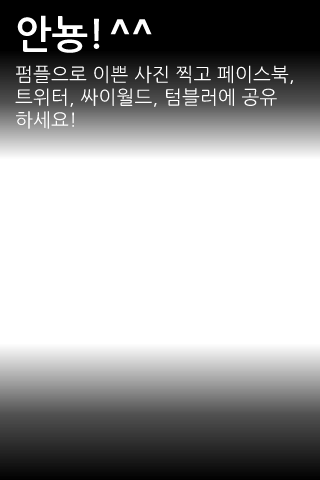 안뇽! ^^
펌플으로 이쁜 사진 찍고 페이스북,
트위터, 싸이월드, 텀블러에 공유
하세요!